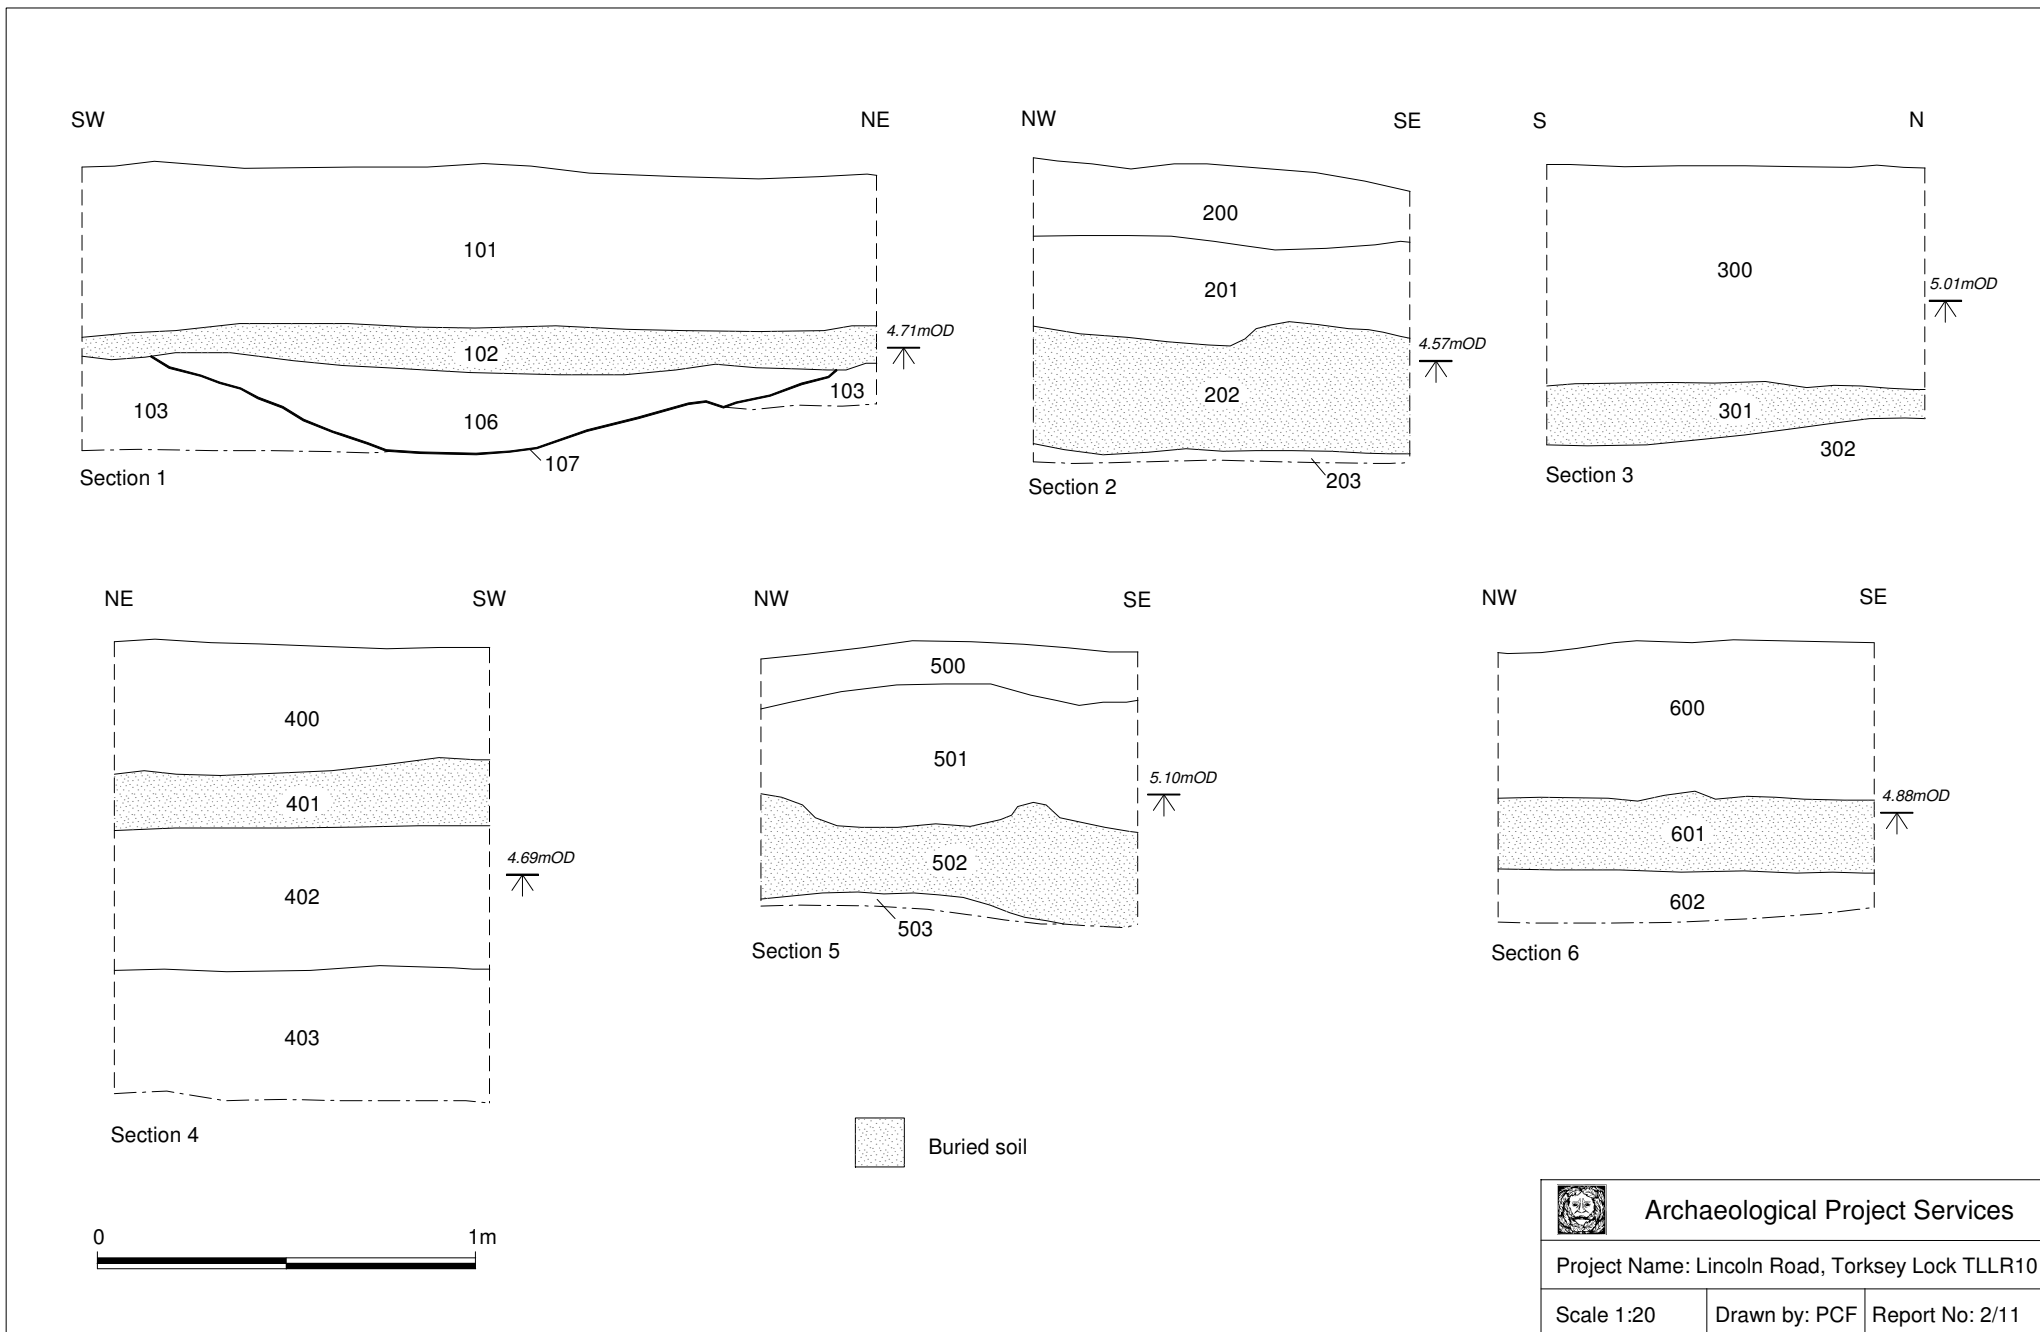 SW NE
101
102
4.71mOD
103
106
103
107
Section 1
NW SE
200
201
4.57mOD
202
203
Section 2
S N
300
5.01mOD
301
302
Section 3
NE SW
400
401
4.69mOD
402
403
Section 4
NW SE
500
501
5.10mOD
502
503
Section 5
NW SE
600
4.88mOD
601
602
Section 6
Buried soil
0 1m
Archaeological Project Services
Project Name: Lincoln Road, Torksey Lock TLLR10
Scale 1:20 Drawn by: PCF Report No: 2/11